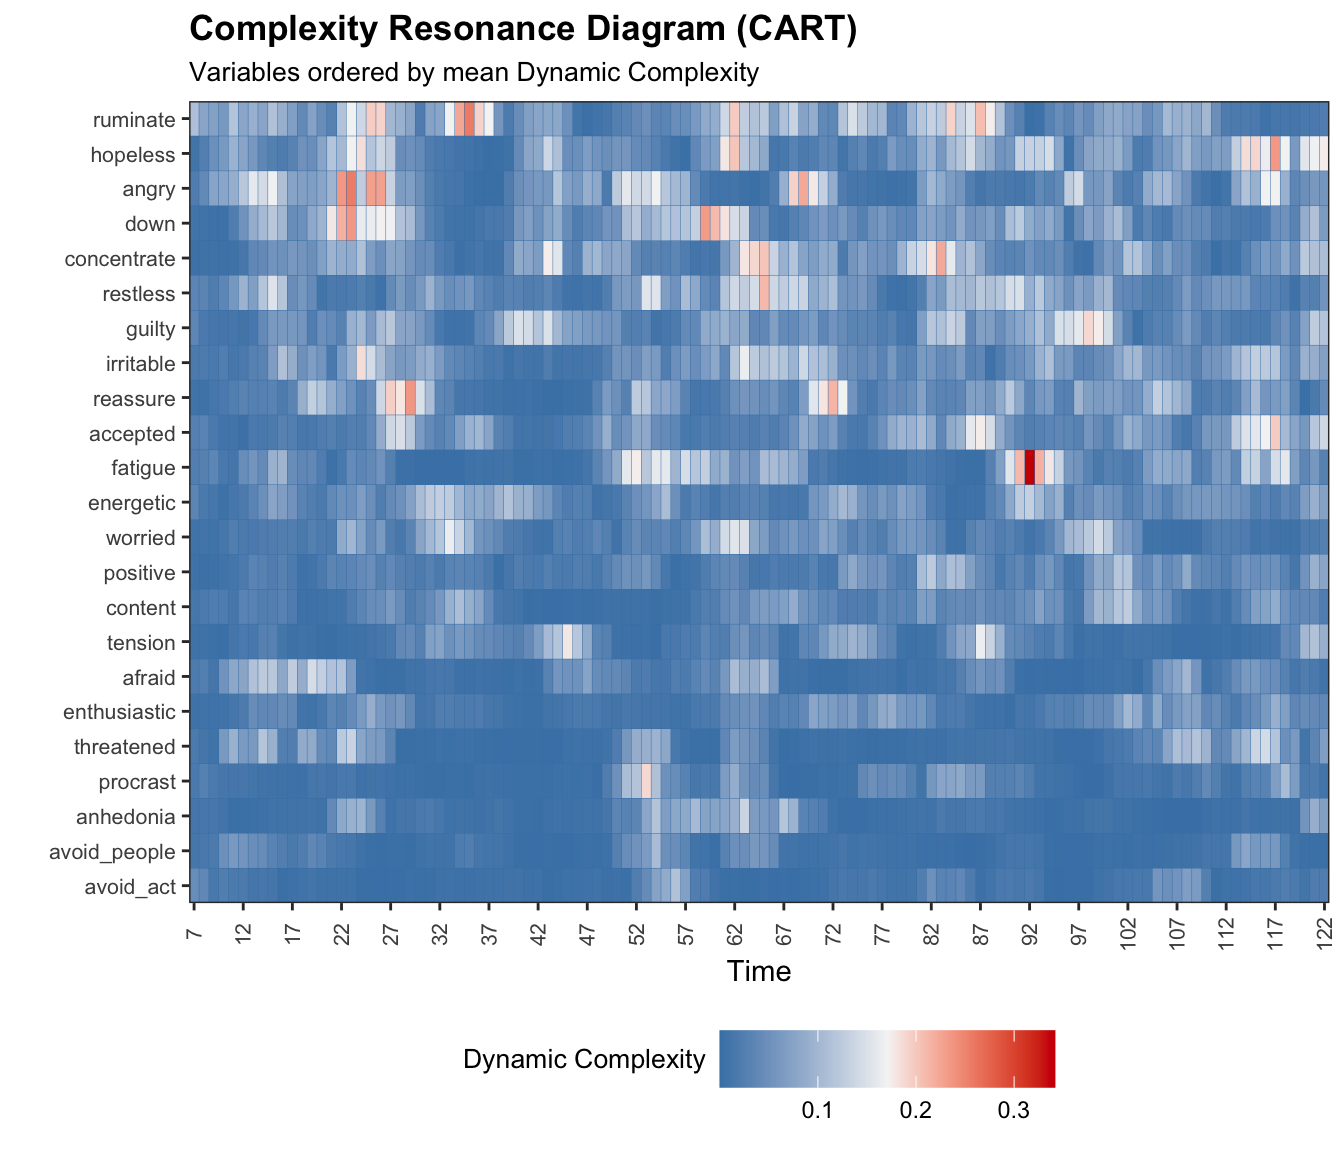 Complexity Resonance Diagram (CART)
Variables ordered by mean Dynamic Complexity
ruminate
hopeless
angry
down
concentrate
restless
guilty
irritable
reassure
accepted
fatigue
energetic
worried
positive
content
tension
afraid
enthusiastic
threatened
procrast
anhedonia
avoid_people
avoid_act
7 12 17 22 27 32 37 42 47 52 57 62 67 72 77 82 87 92 97 102 107 112 117 122
Time
Dynamic Complexity
0.1 0.2 0.3